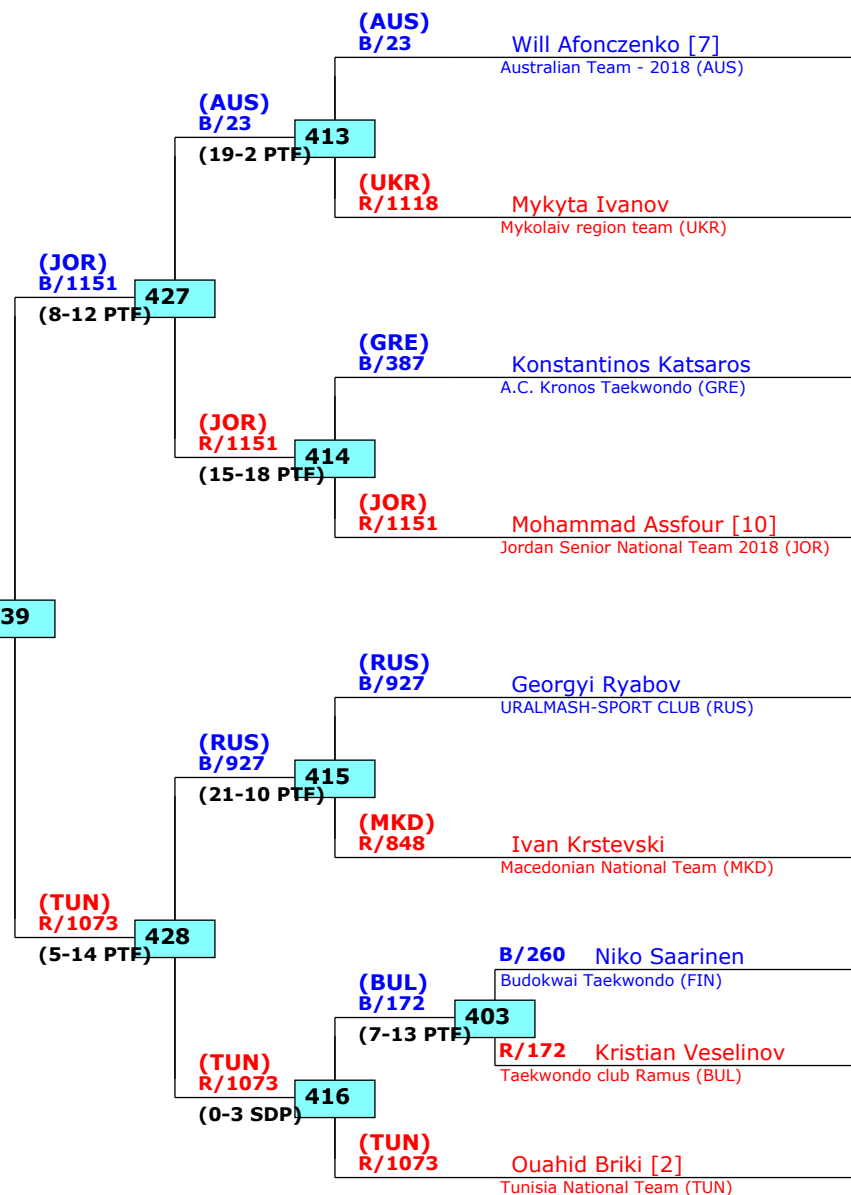 (AUS)
B/23
Will Afonczenko [7]
Australian Team - 2018 (AUS)
(AUS)
B/23
413
(19-2 PTF)
(UKR)
R/1118
Mykyta Ivanov
Mykolaiv region team (UKR)
(JOR)
B/1151
427
(8-12 PTF)
(GRE)
B/387
Konstantinos Katsaros
A.C. Kronos Taekwondo (GRE)
(JOR)
R/1151
414
(15-18 PTF)
(JOR)
R/1151
Mohammad Assfour [10]
Jordan Senior National Team 2018 (JOR)
39
(RUS)
B/927
Georgyi Ryabov
URALMASH-SPORT CLUB (RUS)
(RUS)
B/927
415
(21-10 PTF)
(MKD)
R/848
Ivan Krstevski
Macedonian National Team (MKD)
(TUN)
R/1073
428
(5-14 PTF)
B/260 Niko Saarinen
Budokwai Taekwondo (FIN)
(BUL)
B/172
403
(7-13 PTF)
R/172 Kristian Veselinov
Taekwondo club Ramus (BUL)
(TUN)
R/1073
416
(0-3 SDP)
(TUN)
R/1073
Ouahid Briki [2]
Tunisia National Team (TUN)